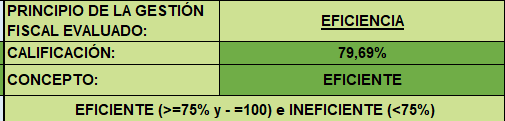 PRINCIPIO DE LA GESTIÓN
FISCAL EVALUADO:
EFICIENCIA
CALIFICACIÓN:
79,69%
CONCEPTO:
EFICIENTE
EFICIENTE (>=75% y - =100) e INEFICIENTE (<75%)